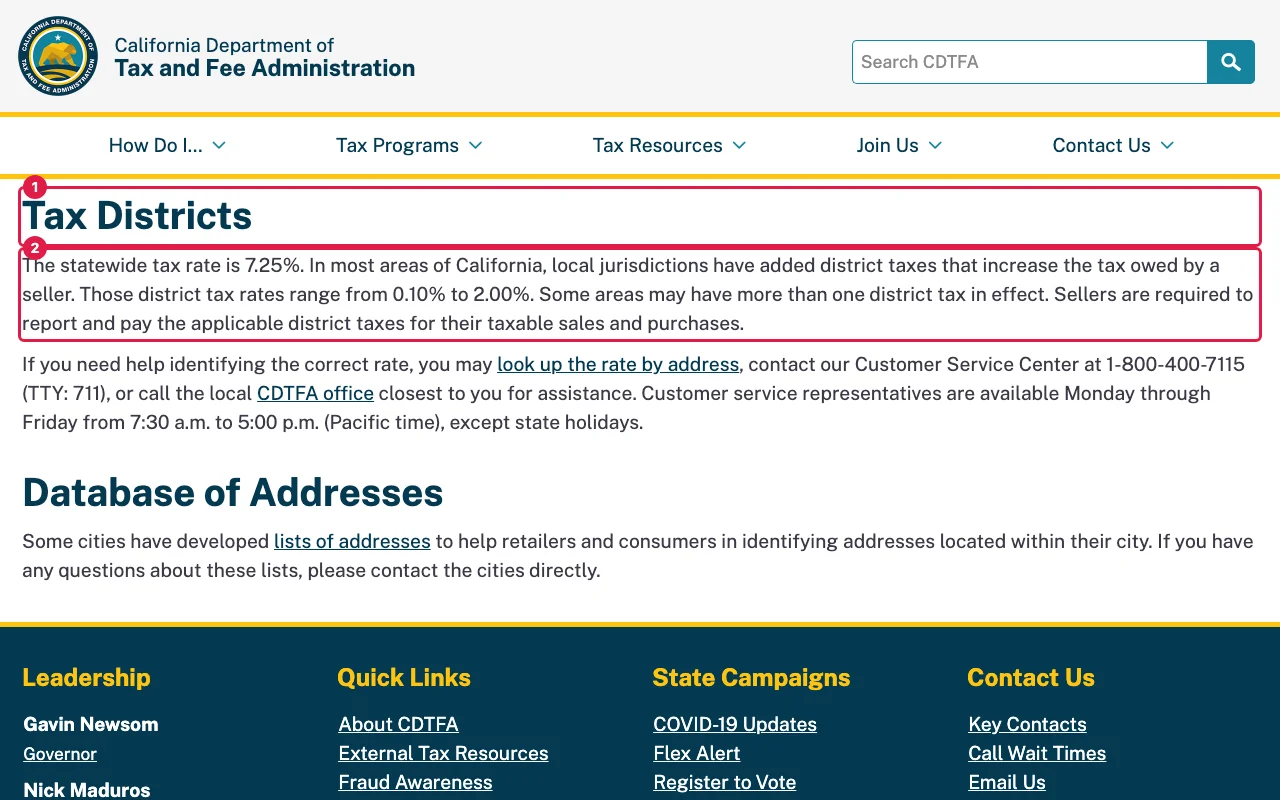 CALIFORNIA DEPARTMENT OF TAX AND FEE ADMINISTRATION
California Department of
Tax and Fee Administration
Search CDTFA
How Do I...
Tax Programs
Tax Resources
Join Us
Contact Us
1
Tax Districts
2
The statewide tax rate is 7.25%. In most areas of California, local jurisdictions have added district taxes that increase the tax owed by a
seller. Those district tax rates range from 0.10% to 2.00%. Some areas may have more than one district tax in effect. Sellers are required to
report and pay the applicable district taxes for their taxable sales and purchases.
If you need help identifying the correct rate, you may look up the rate by address, contact our Customer Service Center at 1-800-400-7115
(TTY: 711), or call the local CDTFA office closest to you for assistance. Customer service representatives are available Monday through
Friday from 7:30 a.m. to 5:00 p.m. (Pacific time), except state holidays.
Database of Addresses
Some cities have developed lists of addresses to help retailers and consumers in identifying addresses located within their city. If you have
any questions about these lists, please contact the cities directly.
Leadership
Gavin Newsom
Governor
Nick Maduros
Quick Links
About CDTFA
External Tax Resources
Fraud Awareness
State Campaigns
COVID-19 Updates
Flex Alert
Register to Vote
Contact Us
Key Contacts
Call Wait Times
Email Us